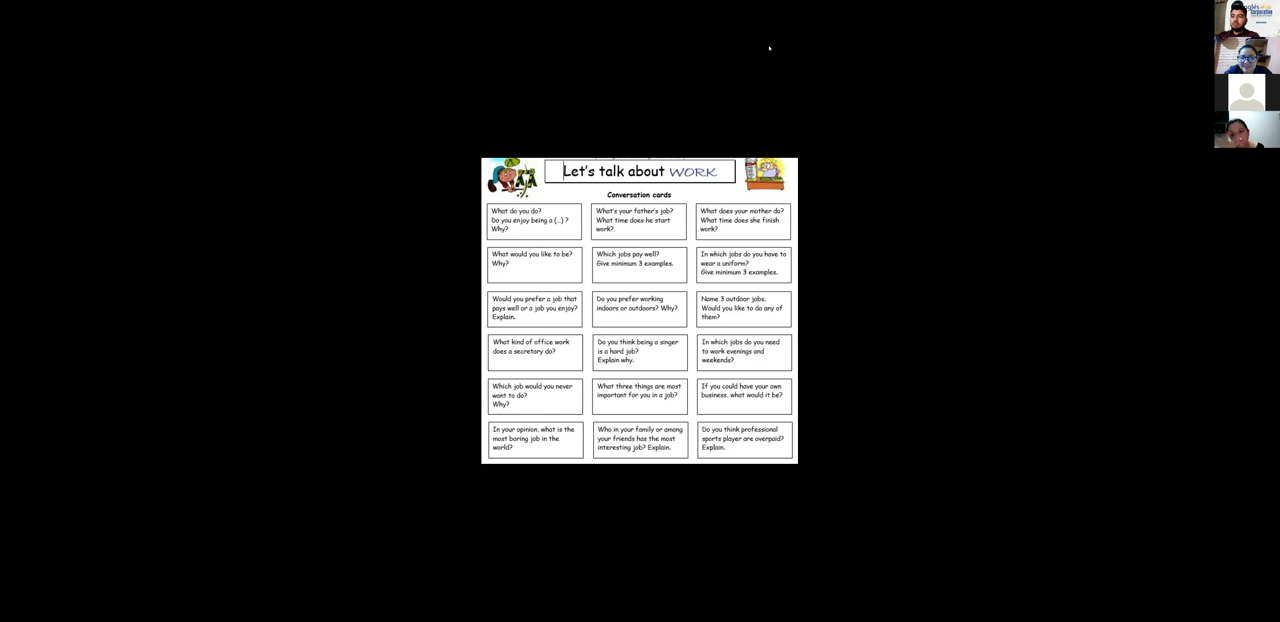 Let's talk about WORK
Conversation cards
What do you do?
Do you enjoy being a (...) ?
Why?
What's your father's job?
What time does he start
work?
What does your mother do?
What time does she finish
work?
What would you like to be?
Why?
Which jobs pay well?
Give minimum 3 examples.
In which jobs do you have to
wear a uniform?
Give minimum 3 examples.
Would you prefer a job that
pays well or a job you enjoy?
Explain.
Do you prefer working
indoors or outdoors? Why?
Name 3 outdoor jobs.
Would you like to do any of
them?
What kind of office work
does a secretary do?
Do you think being a singer
is a hard job?
Explain why.
In which jobs do you need
to work evenings and
weekends?
Which job would you never
want to do?
Why?
What three things are most
important for you in a job?
If you could have your own
business, what would it be?
In your opinion, what is the
most boring job in the
world?
Who in your family or among
your friends has the most
interesting job? Explain.
Do you think professional
sports player are overpaid?
Explain.
Corporativo